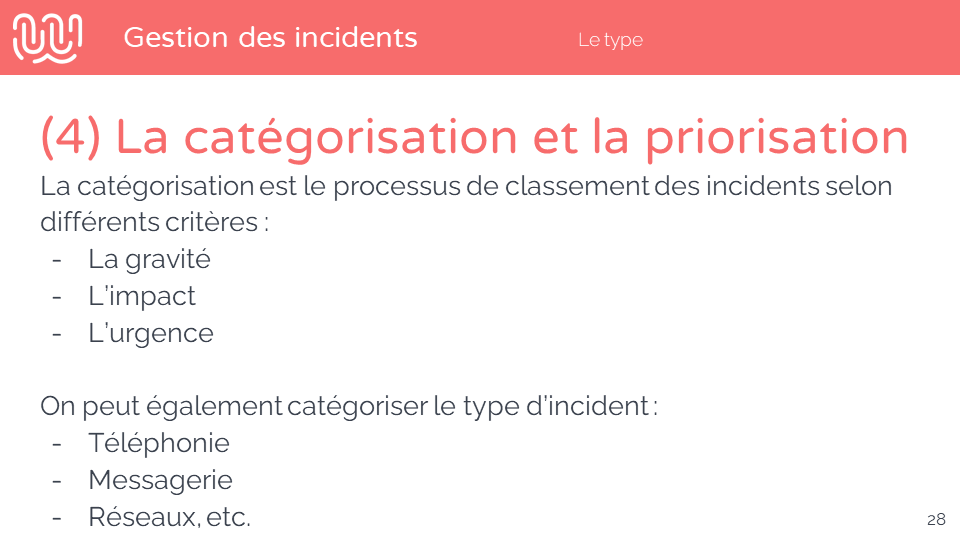 Gestion des incidents
Le type
(4) La catégorisation et la priorisation
La catégorisation est le processus de classement des incidents selon
différents critères :
- La gravité
- L'impact
- L'urgence
On peut également catégoriser le type d'incident :
- Téléphonie
- Messagerie
- Réseaux, etc.
28